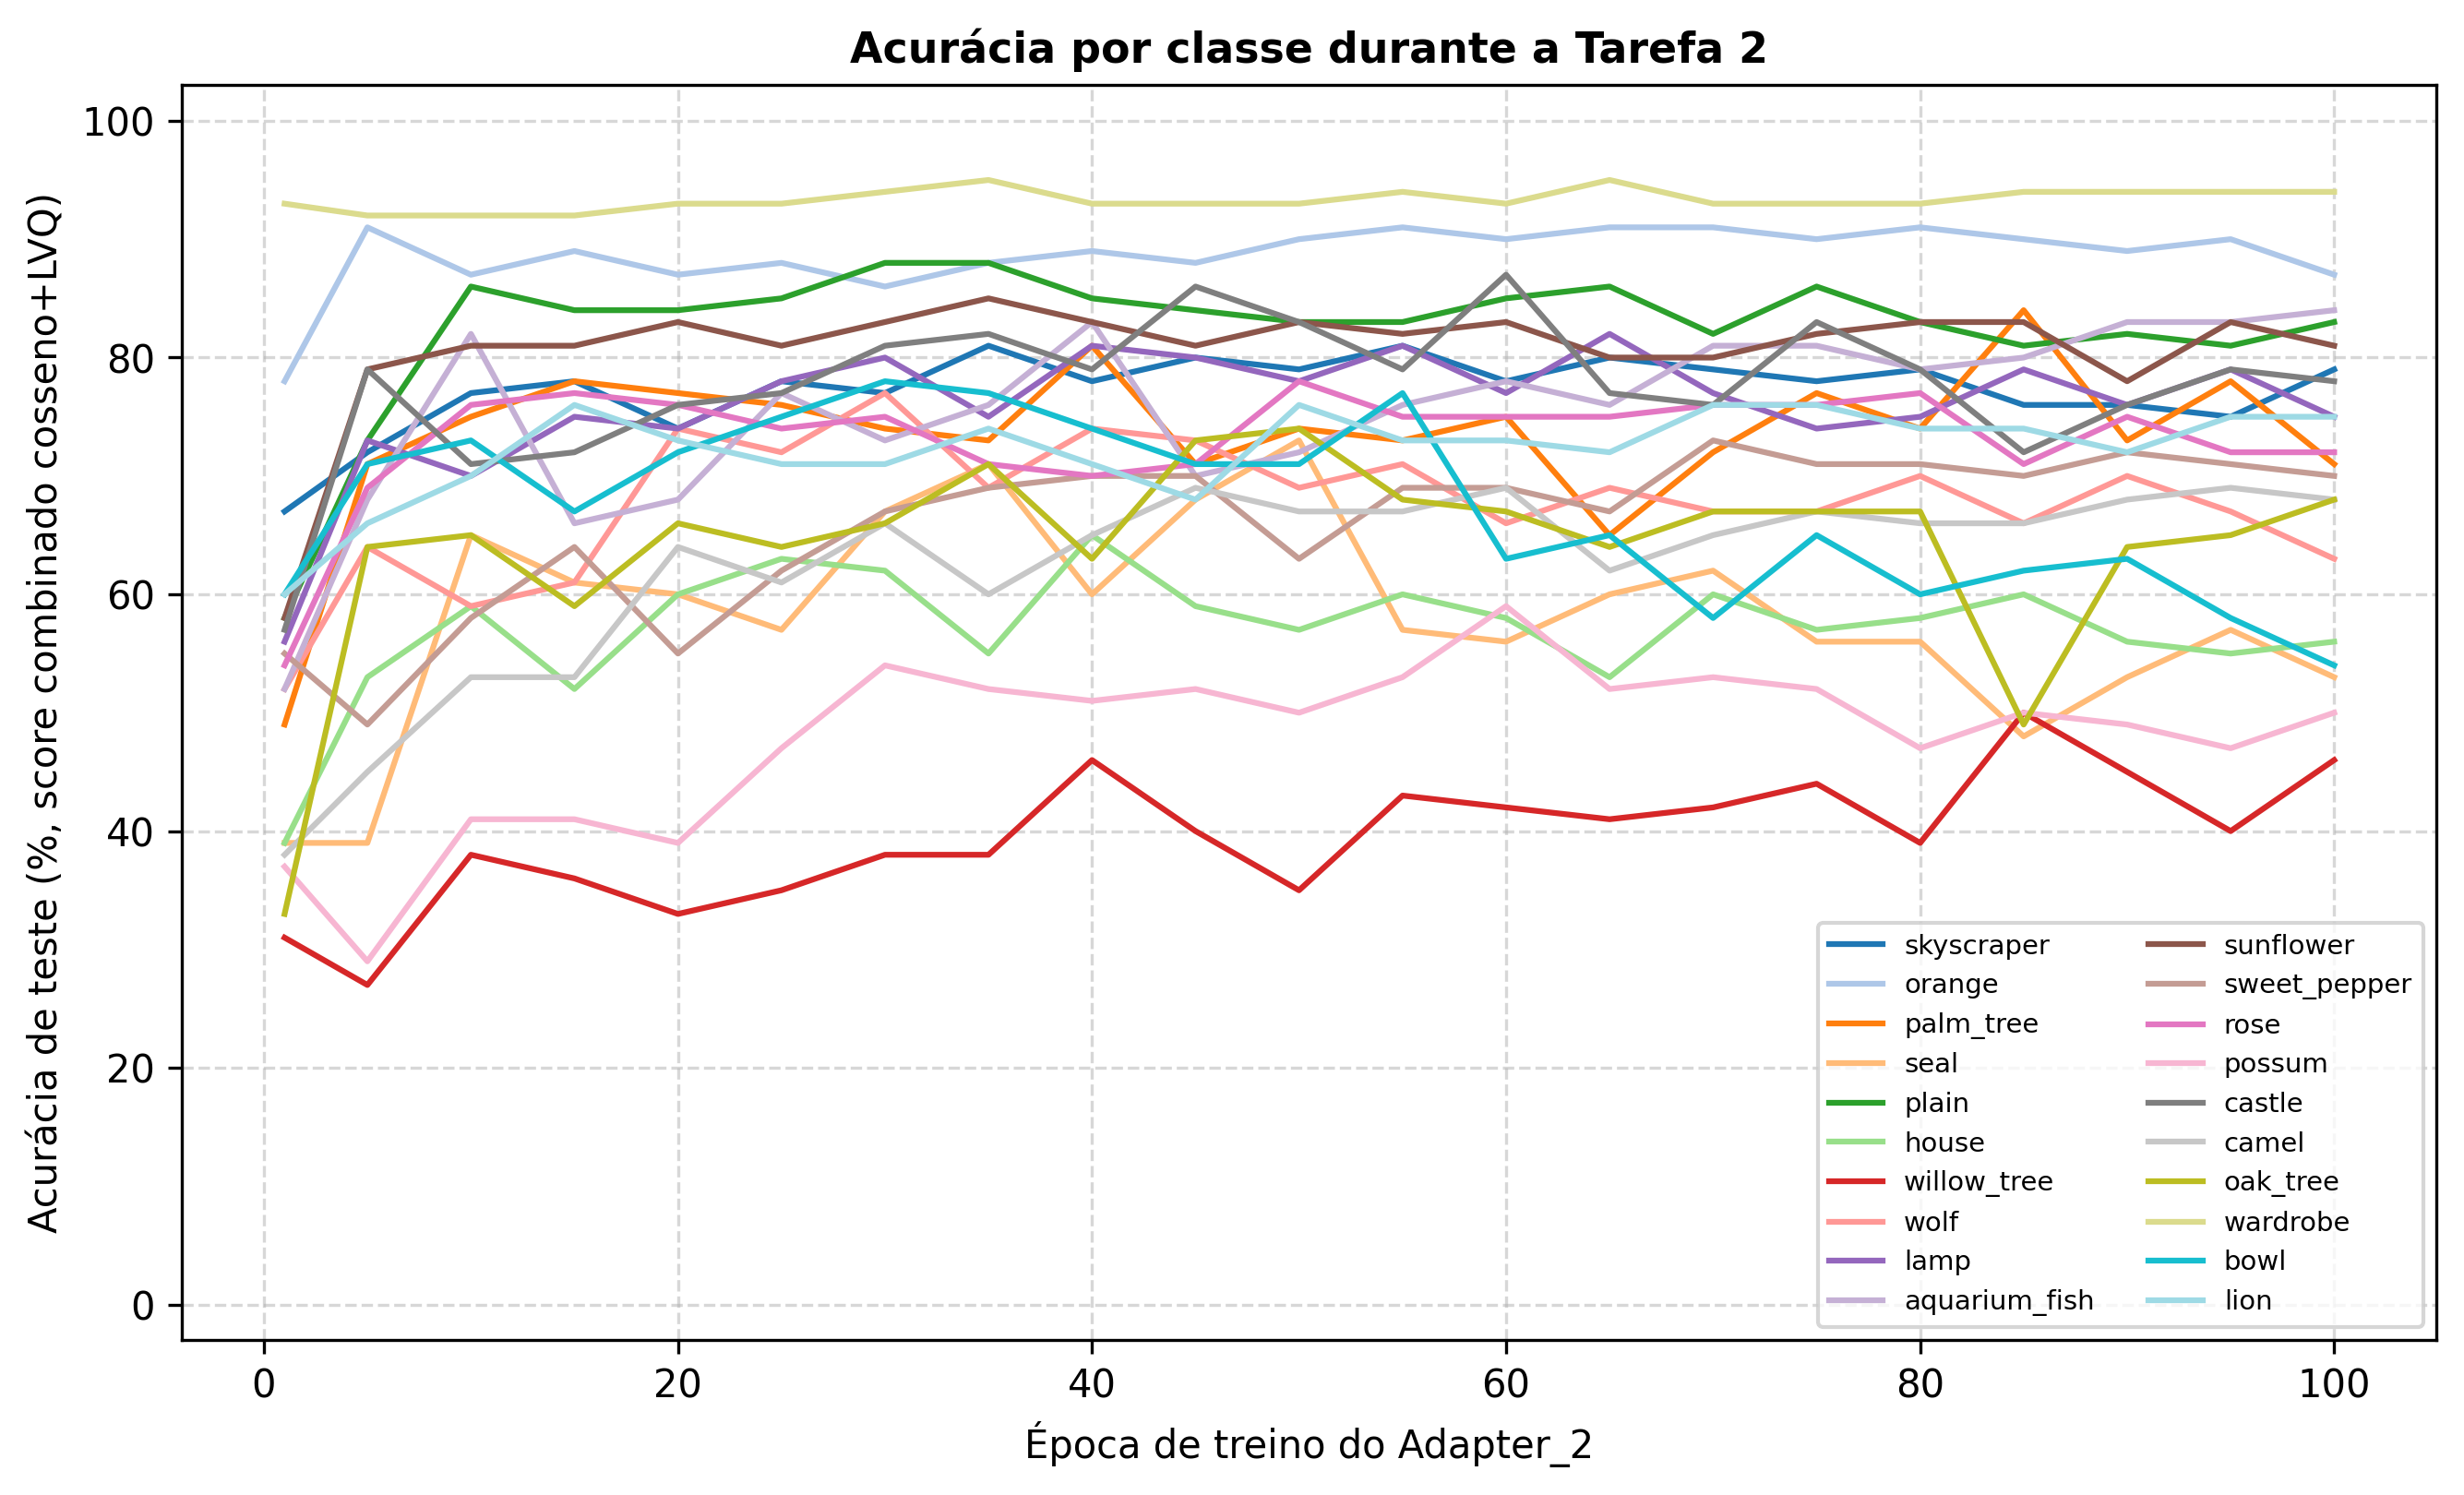 Acurácia por classe durante a Tarefa 2
Acurácia de teste (%, score combinado cosseno+LVQ)
100
80
60
40
20
0
0 20 40 60 80 100
Época de treino do Adapter_2
skyscraper
orange
palm_tree
seal
plain
house
willow_tree
wolf
lamp
aquarium_fish
sunflower
sweet_pepper
rose
possum
castle
camel
oak_tree
wardrobe
bowl
lion